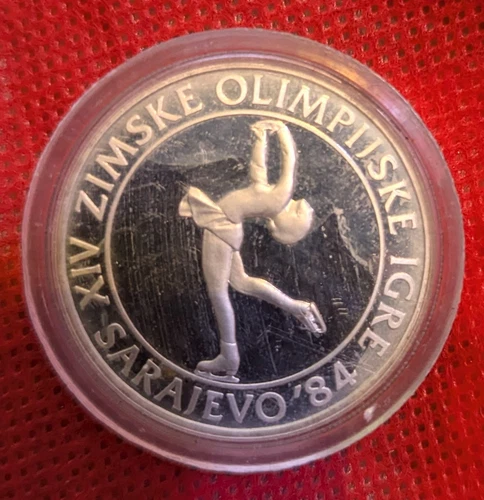 XIV ZIMSKE OLIMPIJSKE IGRE
SARAJEVO '84